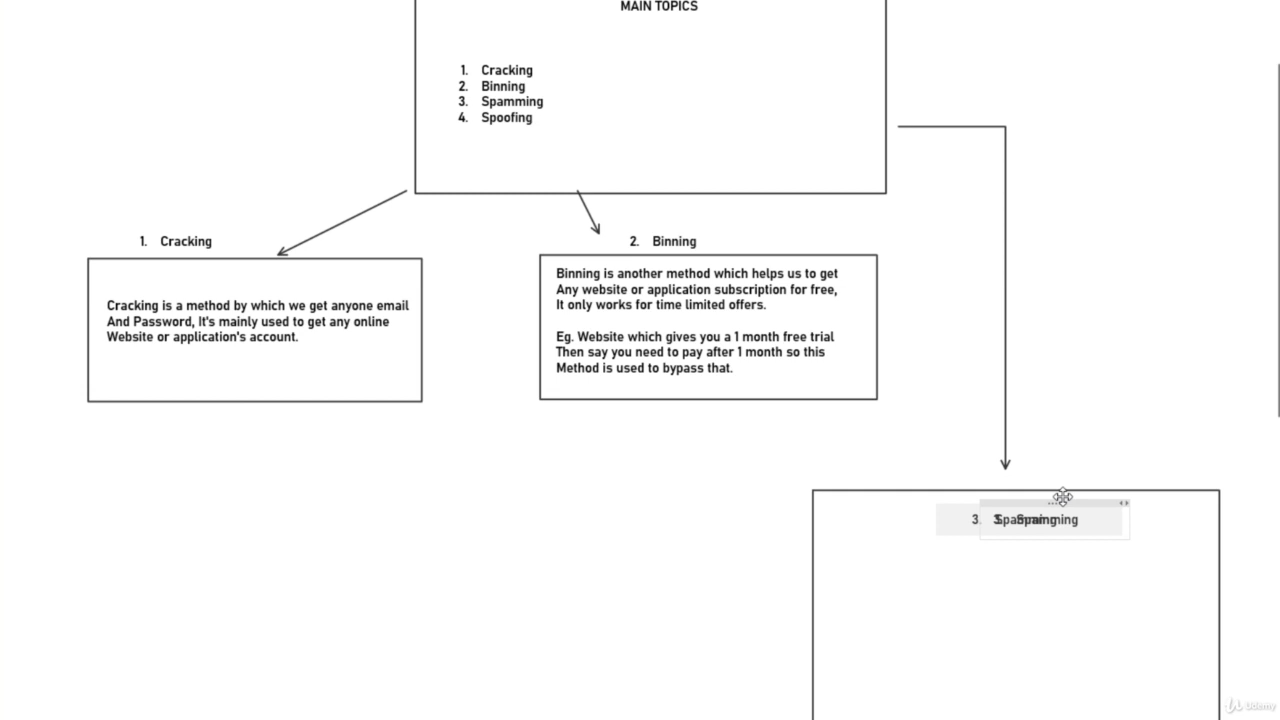 MAIN TOPICS
1. Cracking
2. Binning
3. Spamming
4. Spoofing
1. Cracking
Cracking is a method by which we get anyone email
And Password, It's mainly used to get any online
Website or application's account.
2. Binning
Binning is another method which helps us to get
Any website or application subscription for free,
It only works for time limited offers.
Eg. Website which gives you a 1 month free trial
Then say you need to pay after 1 month so this
Method is used to bypass that.
3. Spamming
Udemy